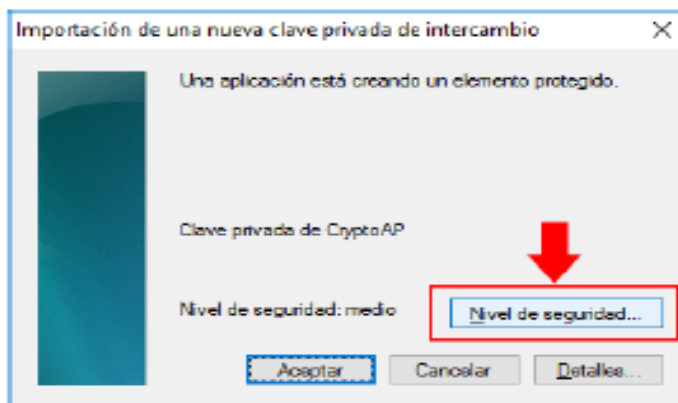 Importación de una nueva clave privada de intercambio
Una aplicación está creando un elemento protegido.
Clave privada de CryptoAP
Nivel de seguridad: medio
Nivel de seguridad...
Aceptar
Cancelar
Detalles...